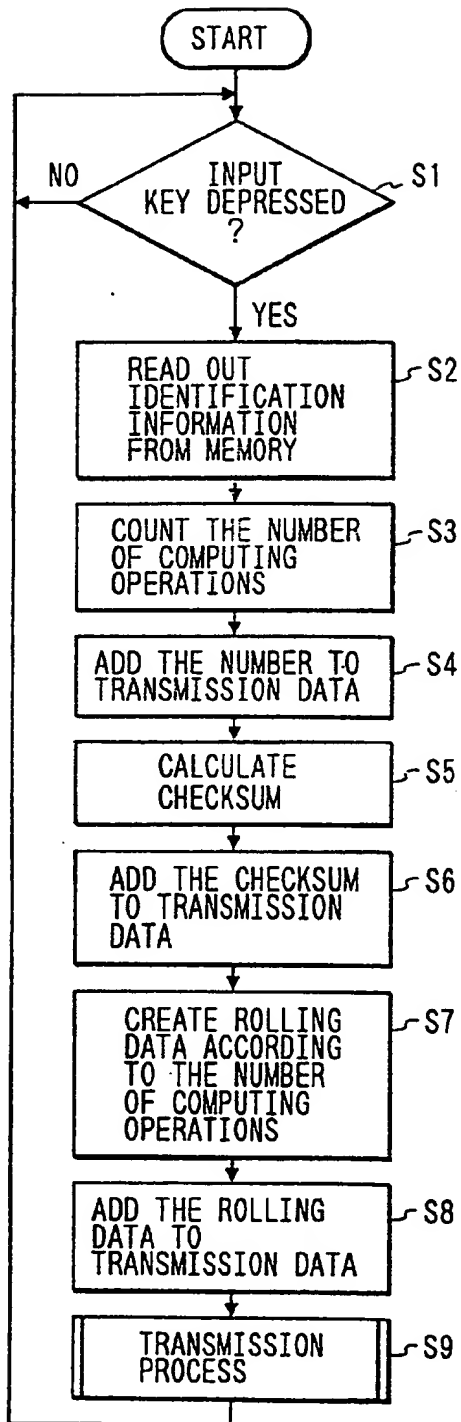 START
NO
INPUT
KEY DEPRESSED
?
S1
YES
READ OUT
IDENTIFICATION
INFORMATION
FROM MEMORY
S2
COUNT THE NUMBER
OF COMPUTING
OPERATIONS
S3
ADD THE NUMBER TO
TRANSMISSION DATA
S4
CALCULATE
CHECKSUM
S5
ADD THE CHECKSUM
TO TRANSMISSION
DATA
S6
CREATE ROLLING
DATA ACCORDING
TO THE NUMBER
OF COMPUTING
OPERATIONS
S7
ADD THE ROLLING
DATA TO
TRANSMISSION DATA
S8
TRANSMISSION
PROCESS
S9